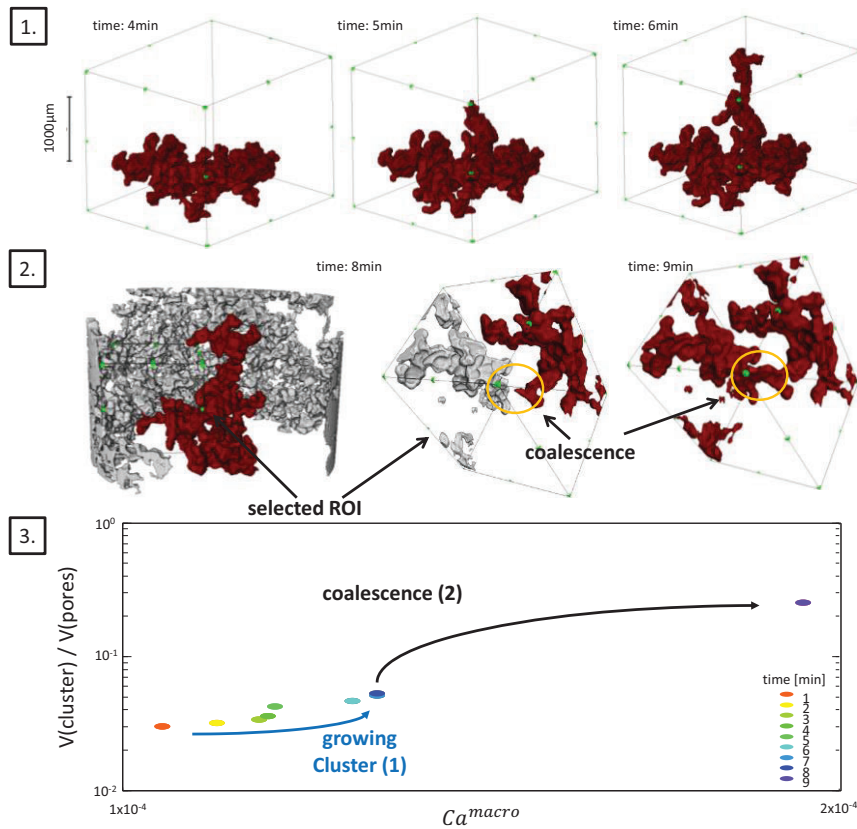 1.
time: 4min
time: 5min
time: 6min
1000µm
2.
time: 8min
time: 9min
coalescence
selected ROI
3.
V(cluster) / V(pores)
10⁰
10⁻¹
10⁻²
coalescence (2)
growing
Cluster (1)
time [min]
1
2
3
4
5
6
7
8
9
1x10⁻⁴
Ca^macro
2x10⁻⁴